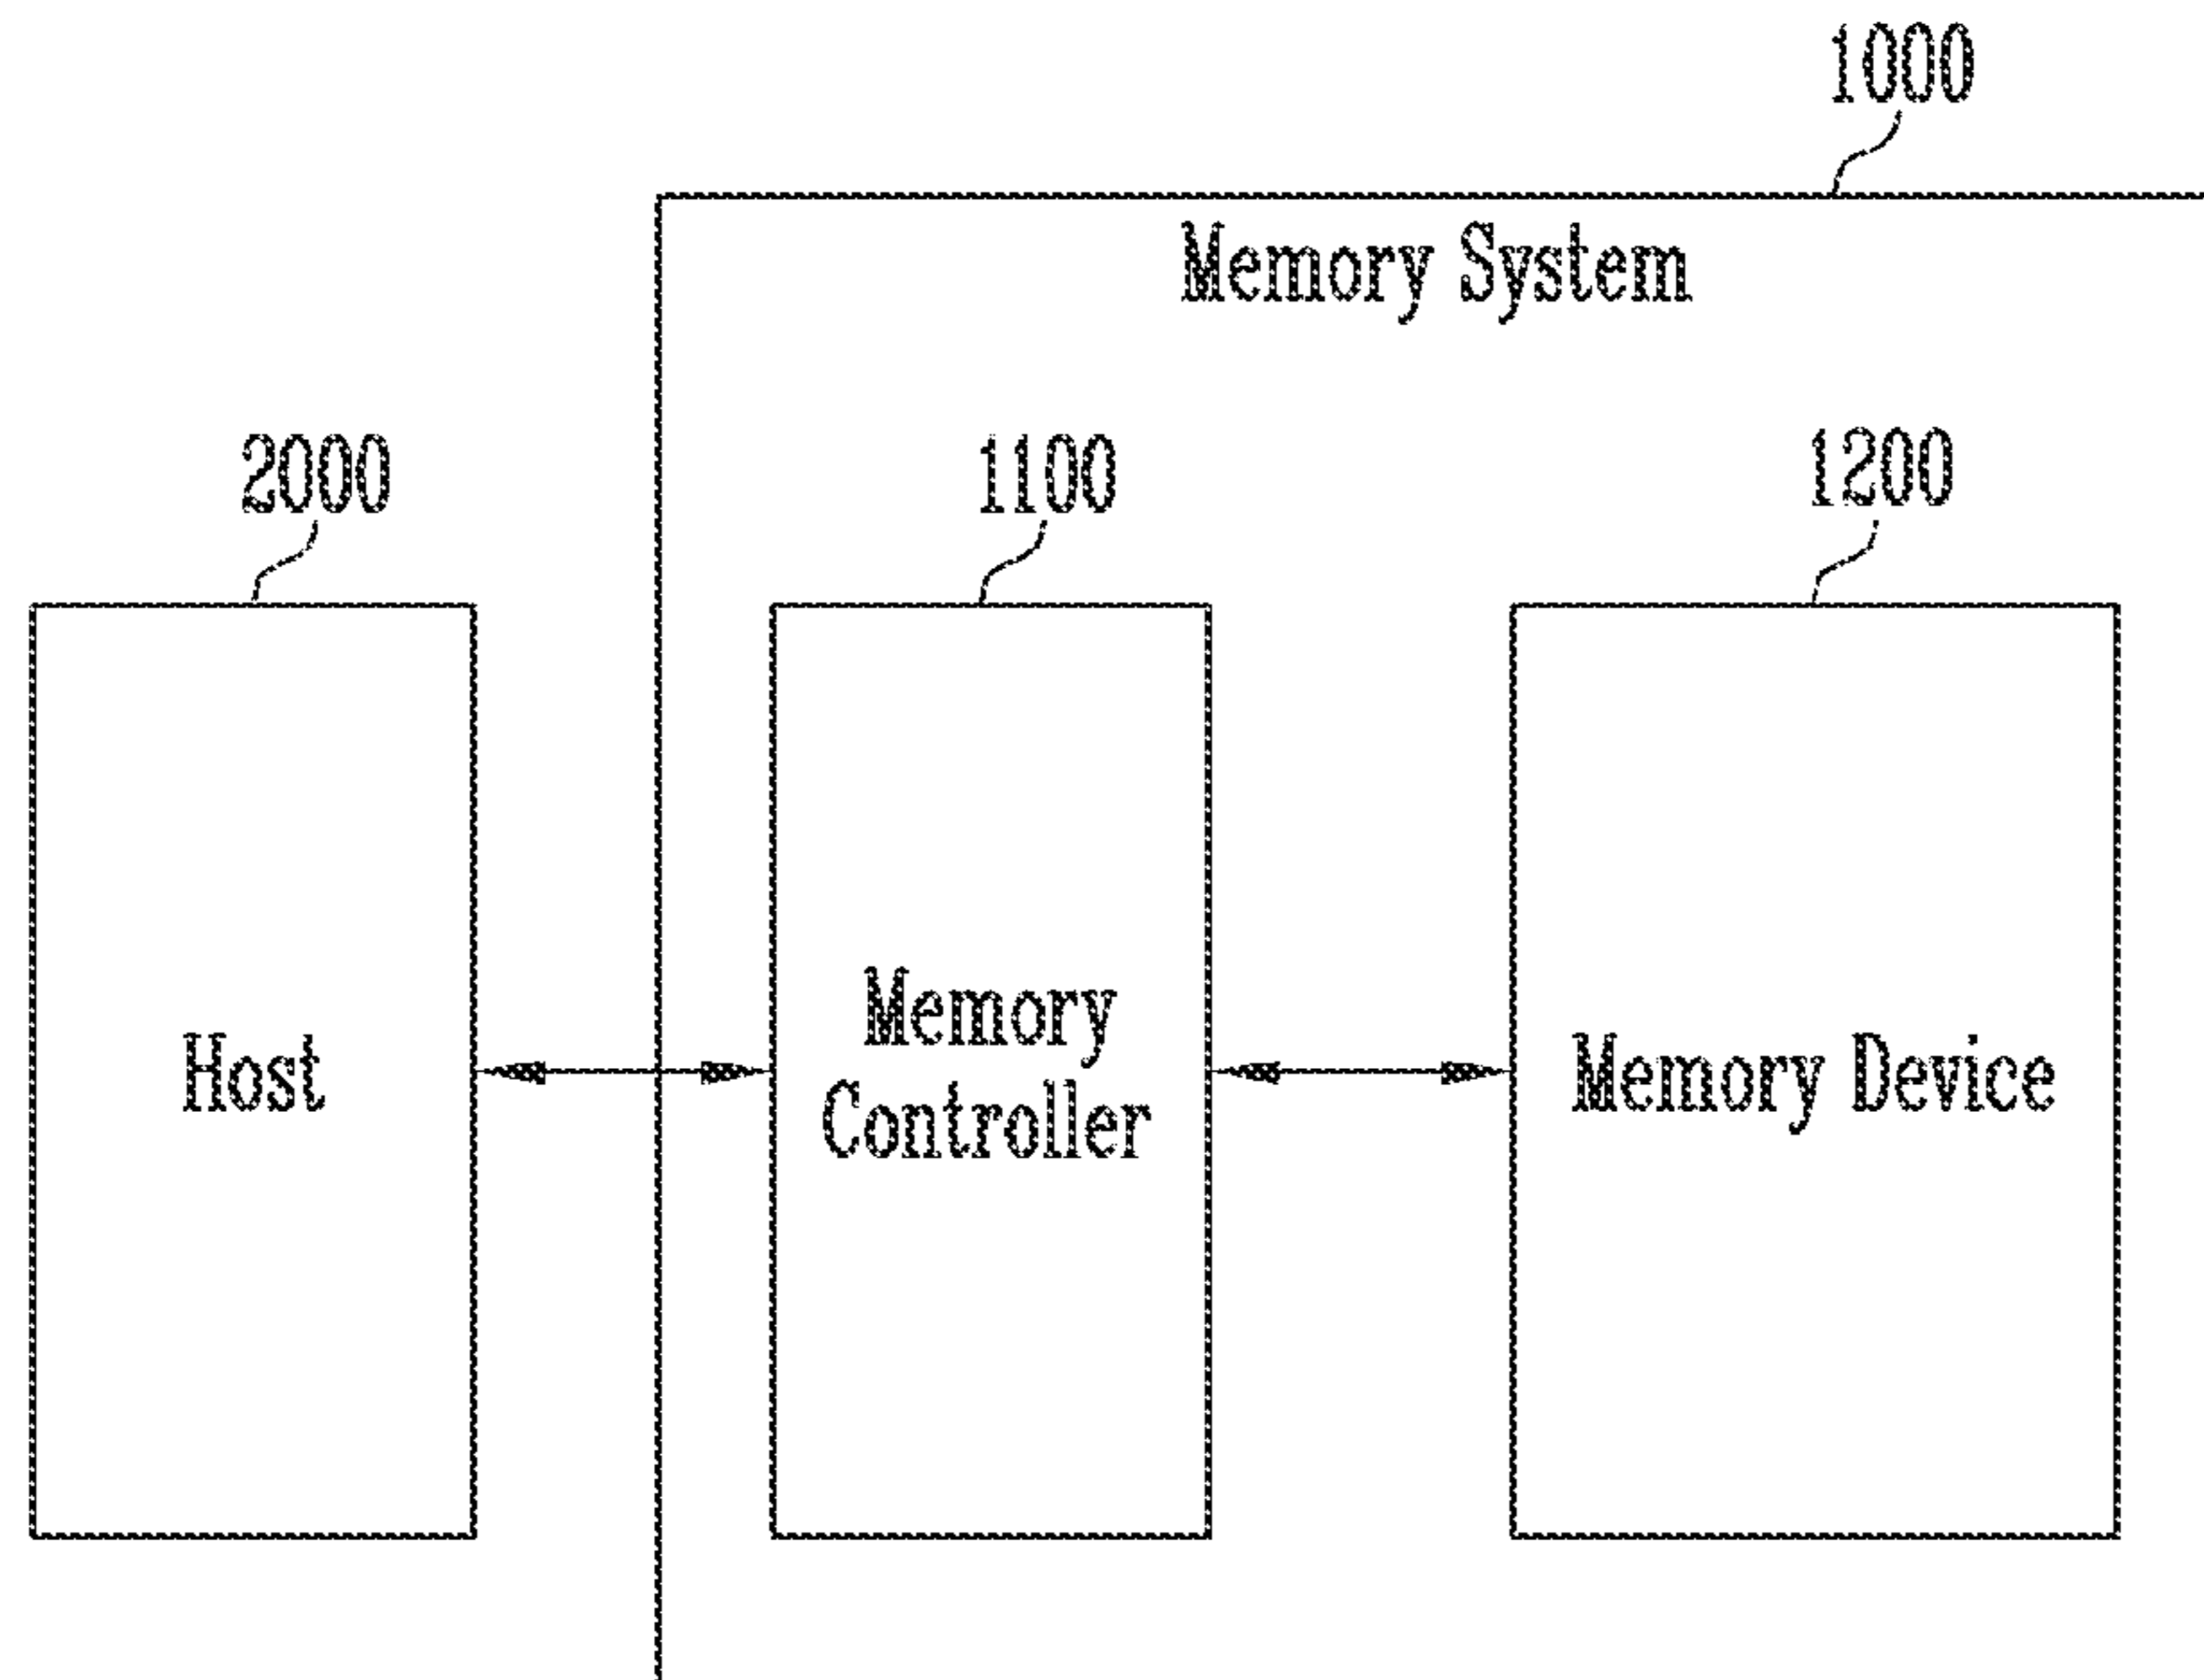 1000
Memory System
2000
1100
1200
Host
Memory
Controller
Memory Device